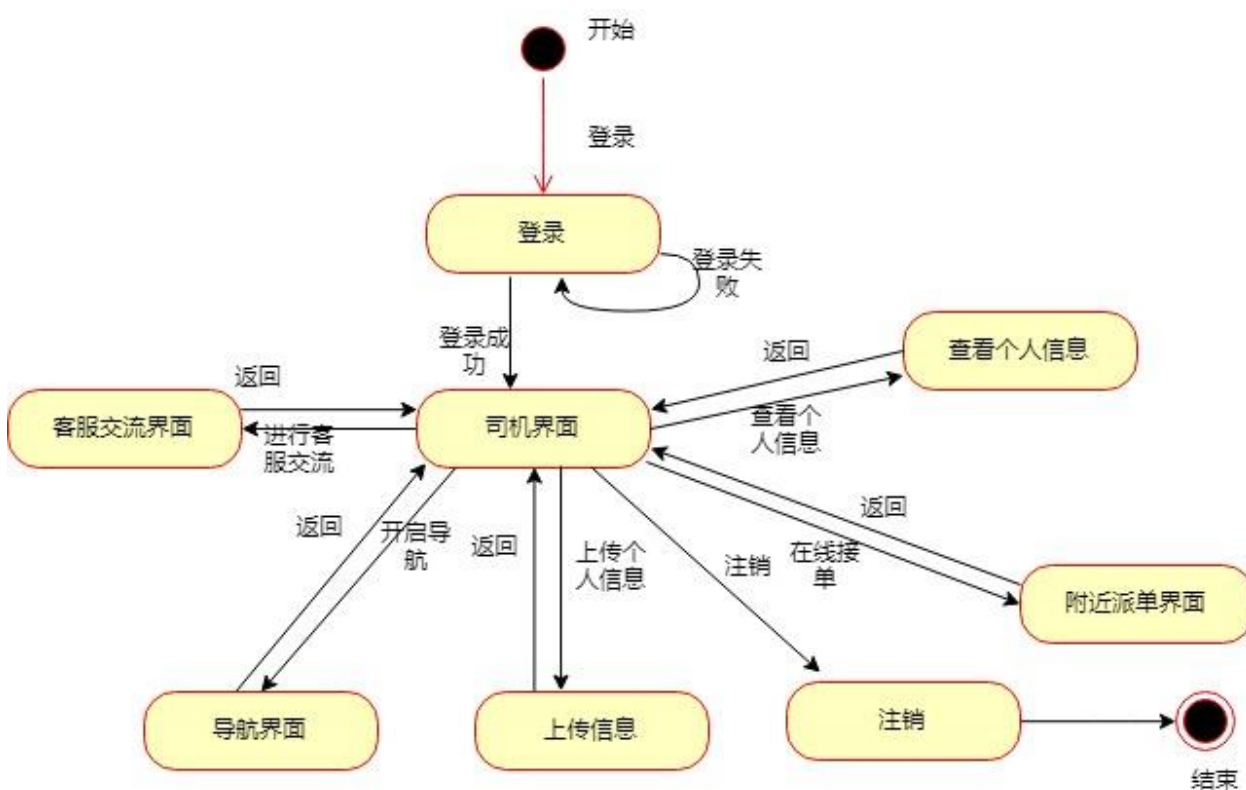 开始
登录
登录
登录失
败
登录成
功
返回
查看个人信息
返回
客服交流界面
进行客
服交流
司机界面
查看个
人信息
返回
开启导
航
返回
上传个
人信息
注销
在线接
单
返回
附近派单界面
导航界面
上传信息
注销
结束